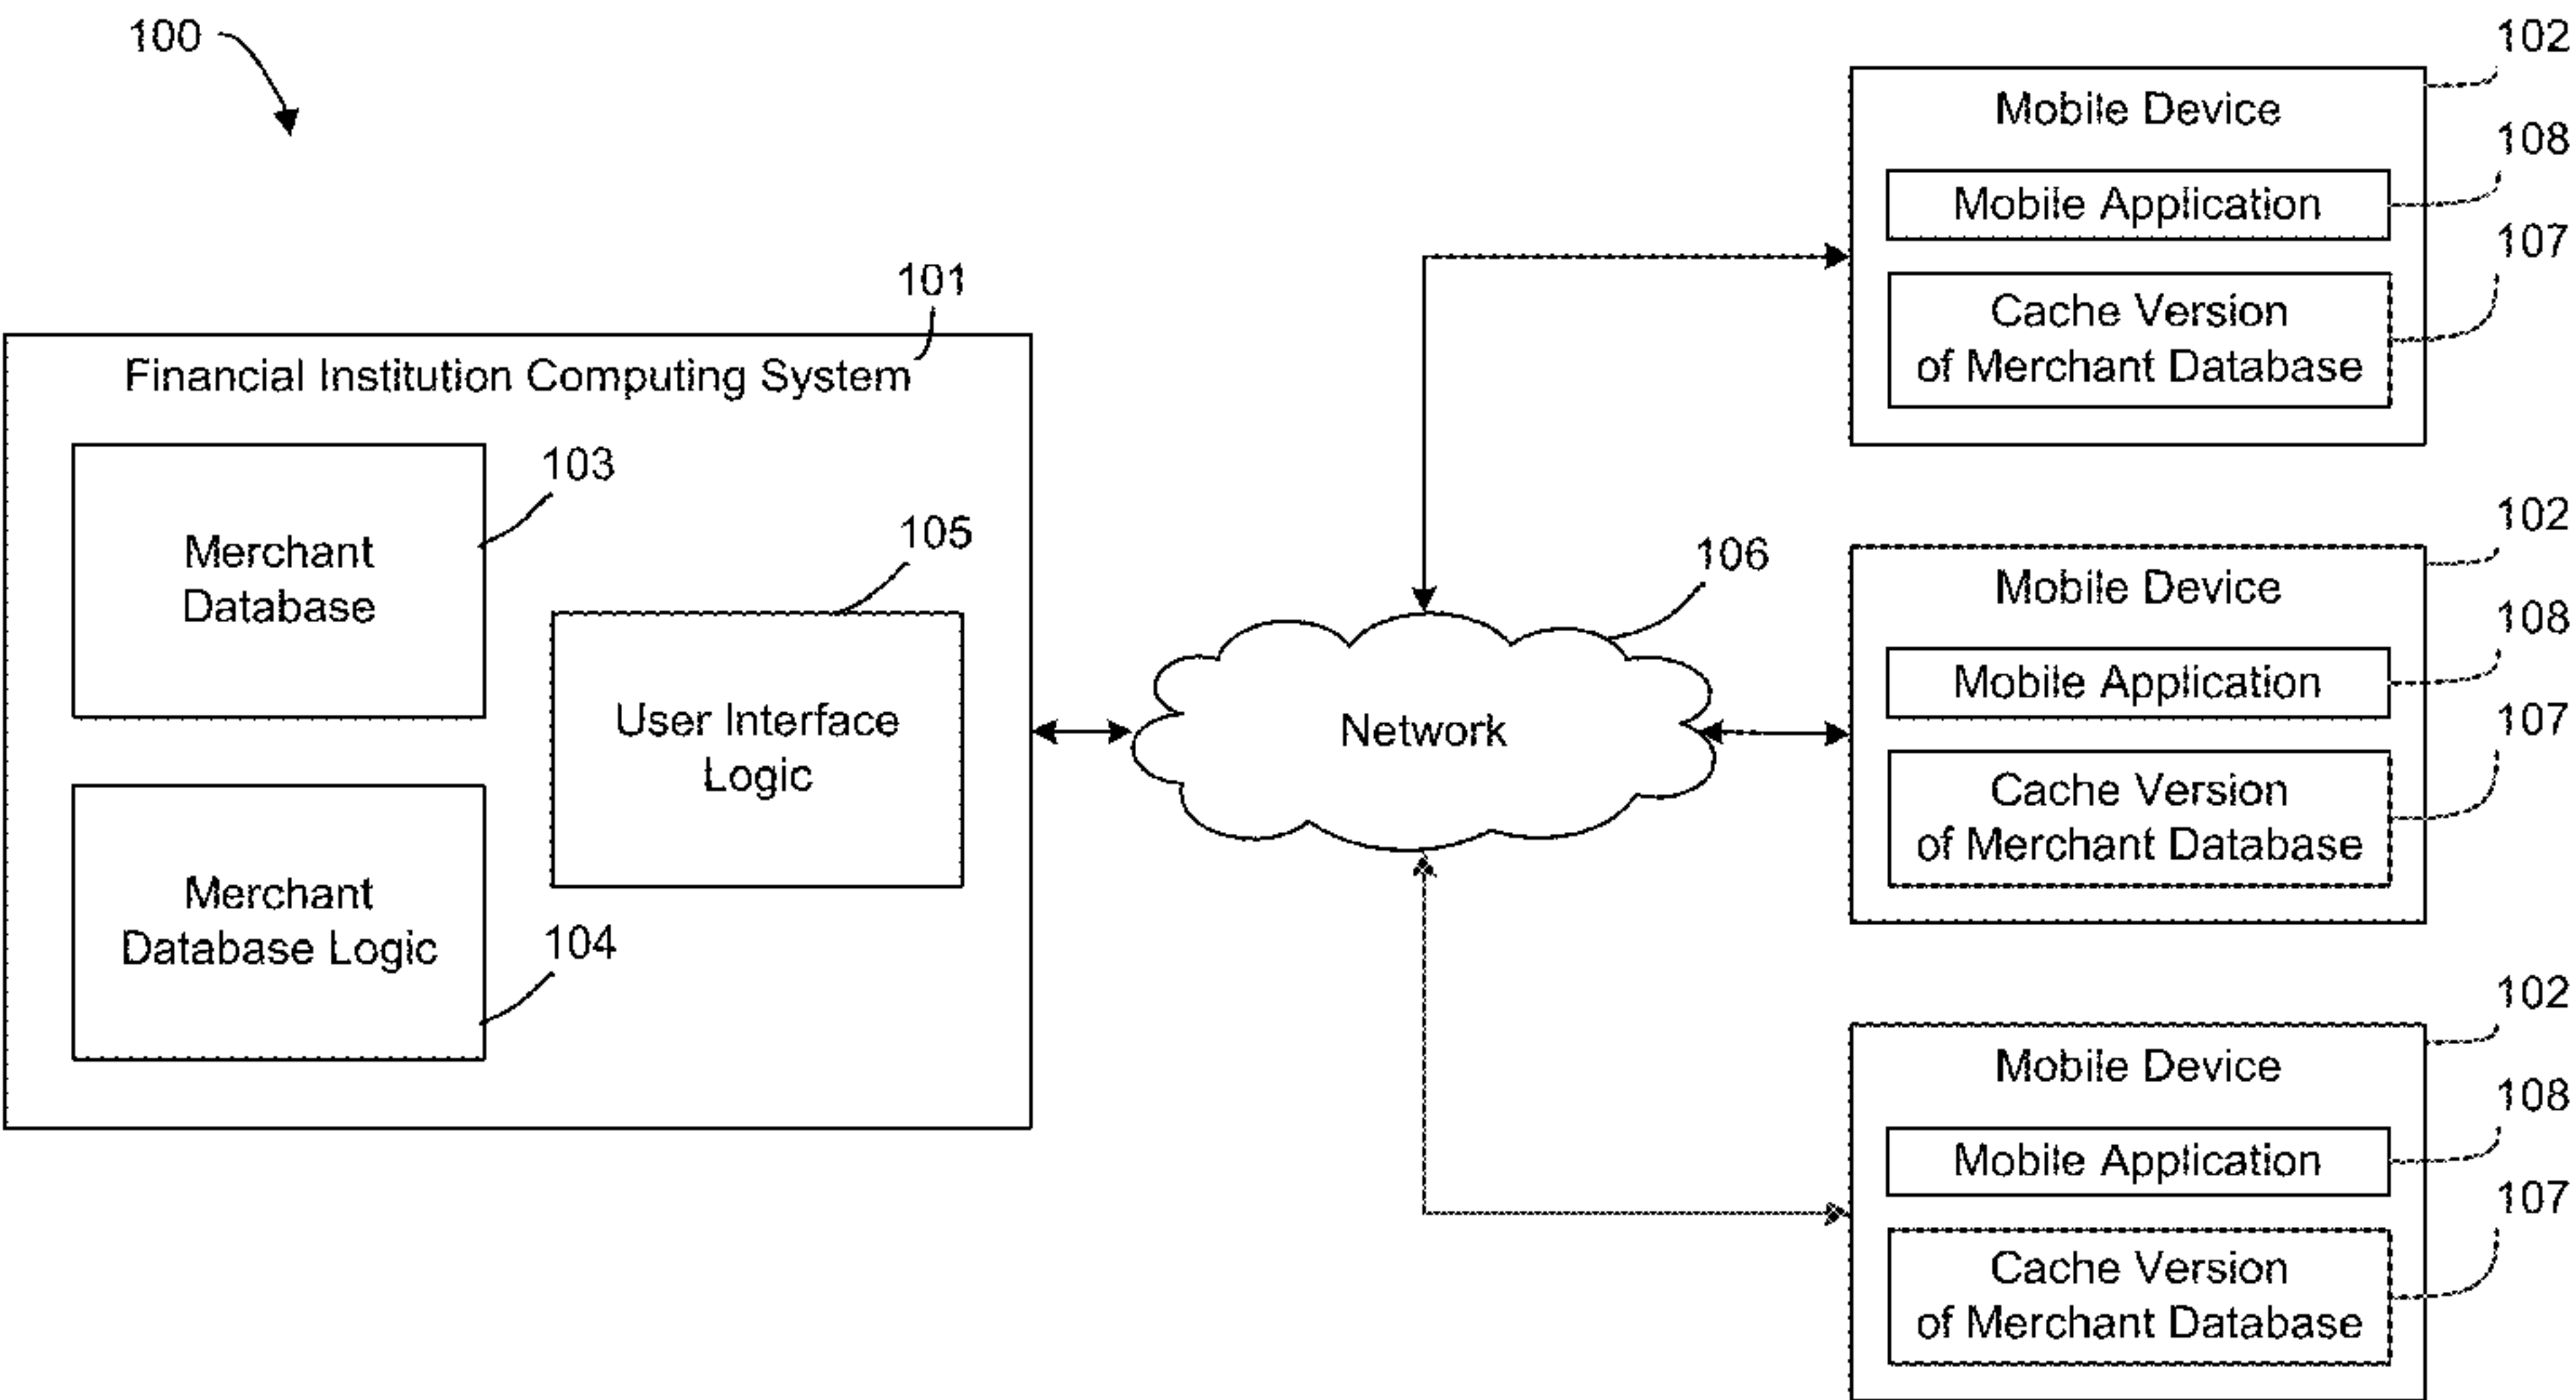 100
101
Financial Institution Computing System
103
Merchant
Database
105
User Interface
Logic
Merchant
Database Logic
104
106
Network
102
Mobile Device
108
Mobile Application
107
Cache Version
of Merchant Database
102
Mobile Device
108
Mobile Application
107
Cache Version
of Merchant Database
102
Mobile Device
108
Mobile Application
107
Cache Version
of Merchant Database